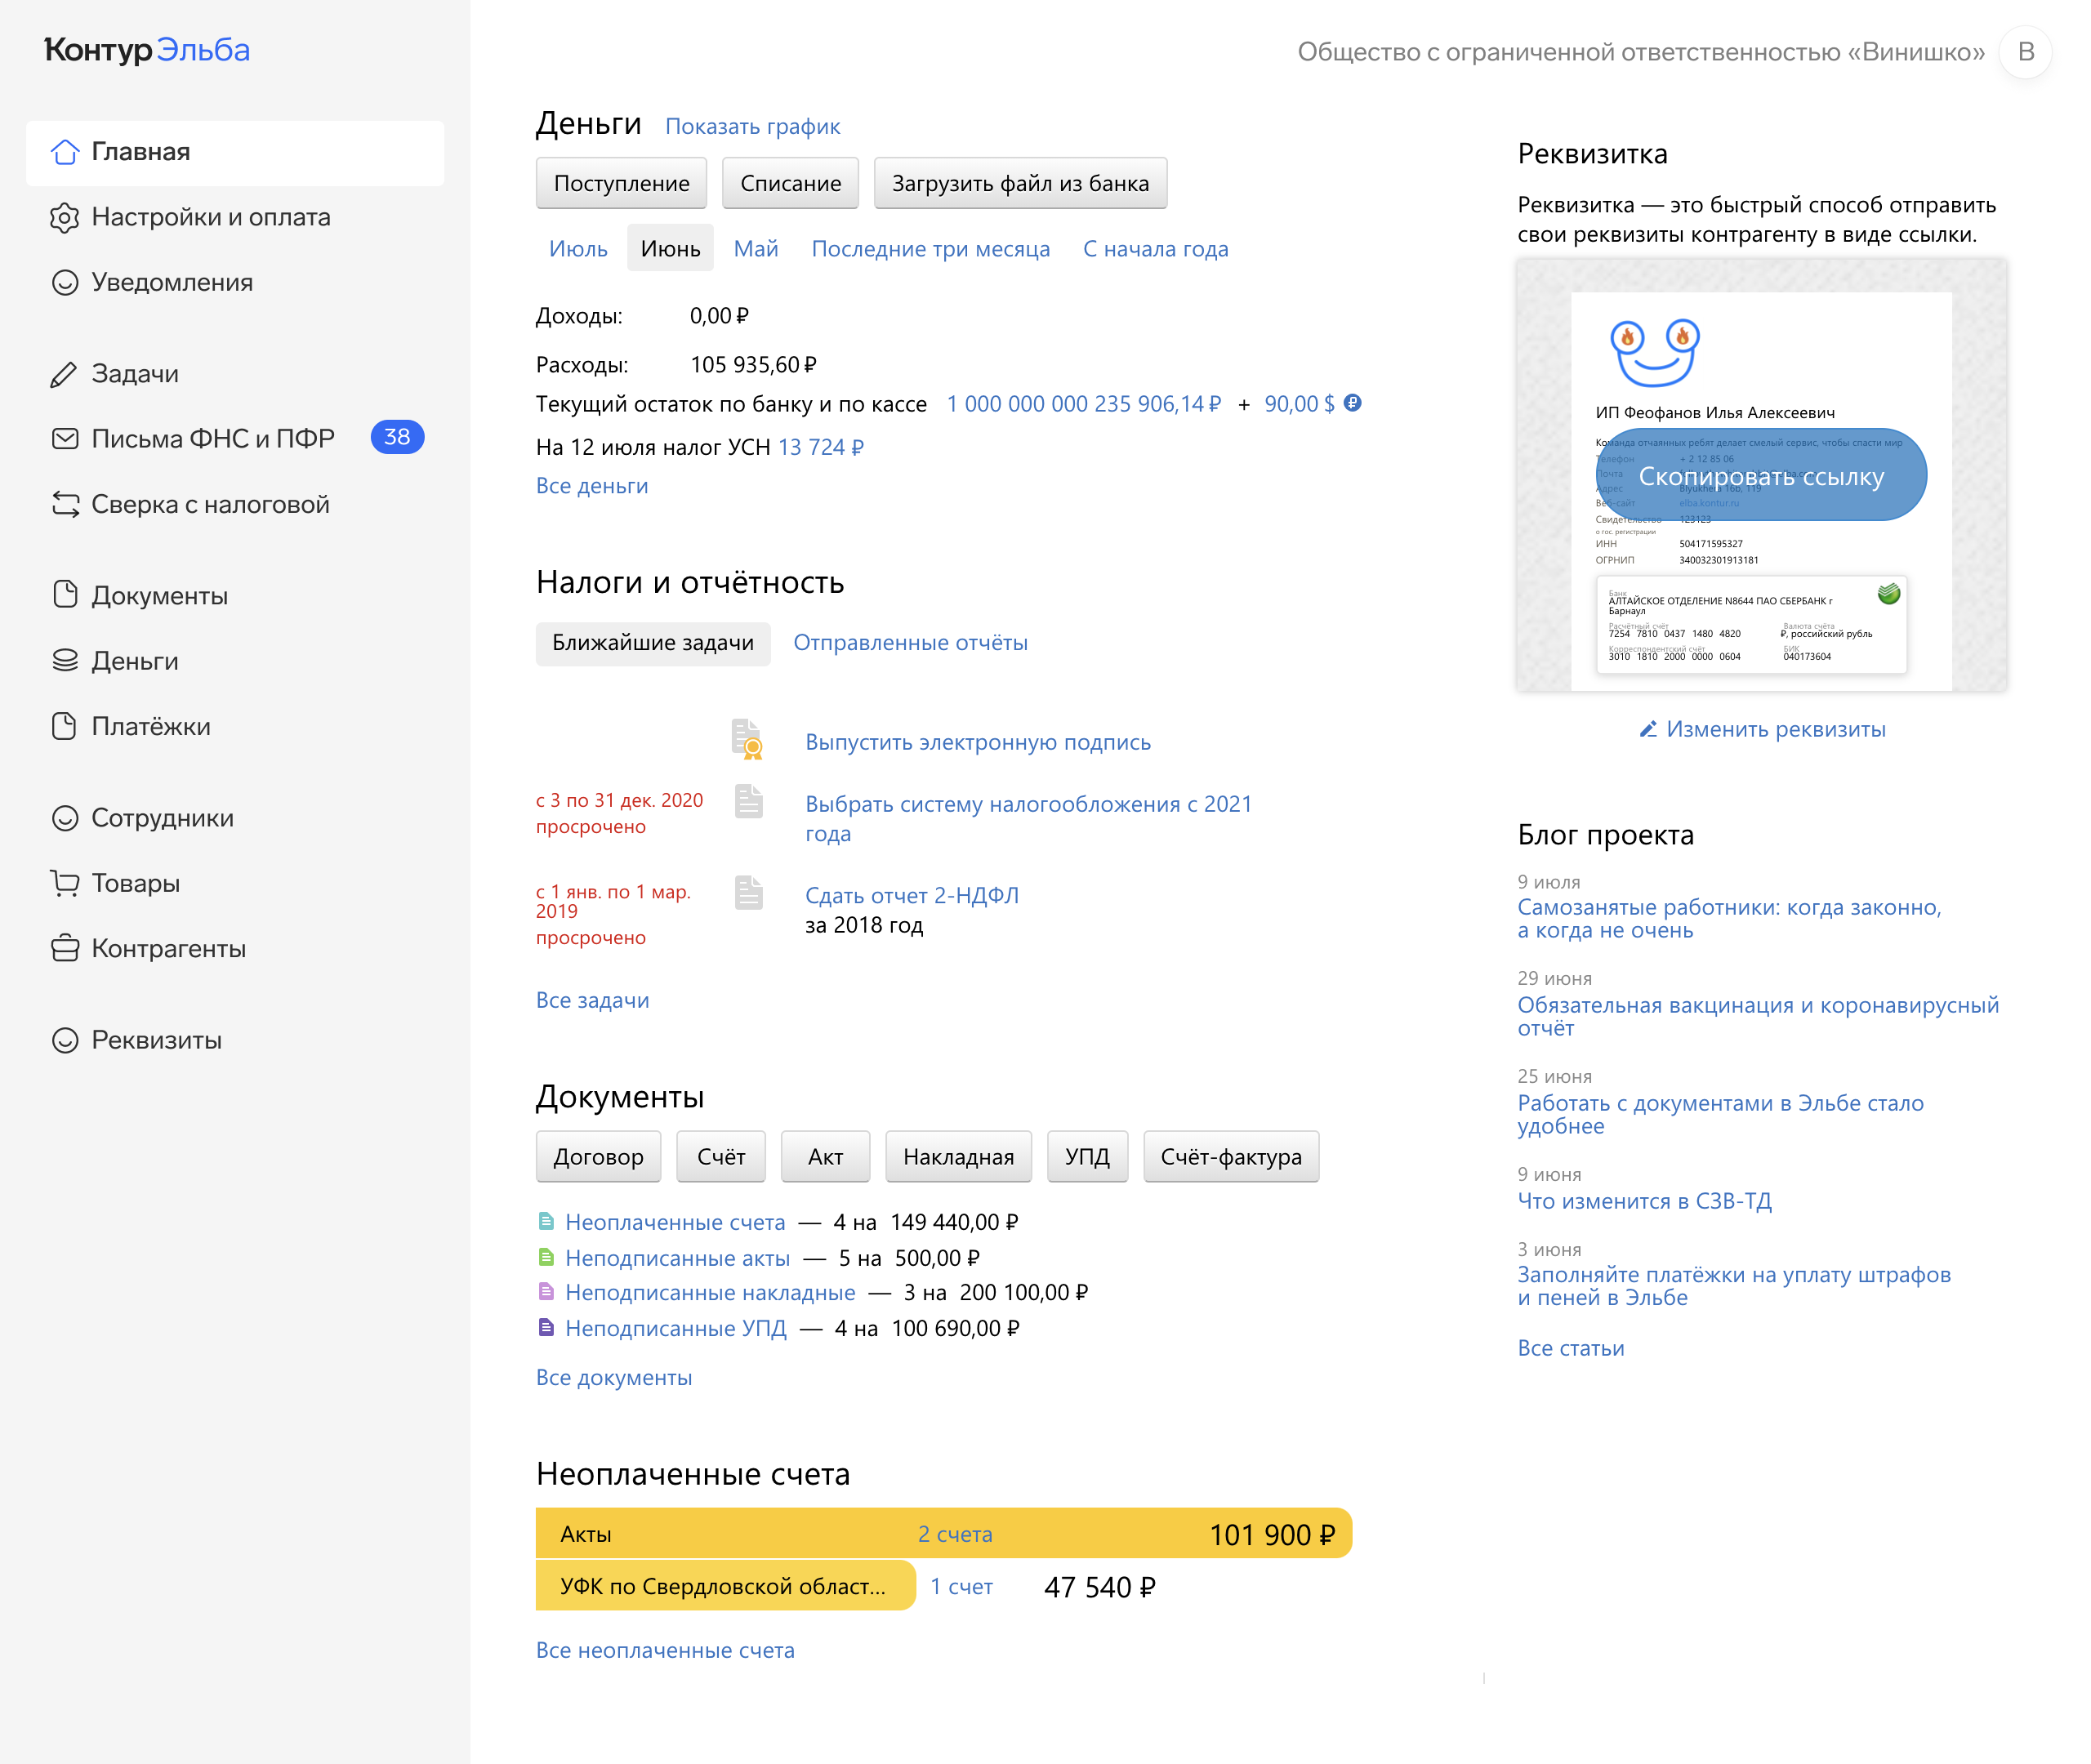 Контур Эльба
Общество с ограниченной ответственностью «Винишко» В
Главная
Настройки и оплата
Уведомления
Задачи
Письма ФНС и ПФР 38
Сверка с налоговой
Документы
Деньги
Платёжки
Сотрудники
Товары
Контрагенты
Реквизиты
Деньги Показать график
Поступление Списание Загрузить файл из банка
Июль Июнь Май Последние три месяца С начала года
Доходы: 0,00 ₽
Расходы: 105 935,60 ₽
Текущий остаток по банку и по кассе 1 000 000 000 235 906,14 ₽ + 90,00 $ ₽
На 12 июля налог УСН 13 724 ₽
Все деньги
Налоги и отчётность
Ближайшие задачи Отправленные отчёты
Выпустить электронную подпись
с 3 по 31 дек. 2020
просрочено
Выбрать систему налогообложения с 2021
года
с 1 янв. по 1 мар.
2019
просрочено
Сдать отчет 2-НДФЛ
за 2018 год
Все задачи
Документы
Договор Счёт Акт Накладная УПД Счёт-фактура
Неоплаченные счета — 4 на 149 440,00 ₽
Неподписанные акты — 5 на 500,00 ₽
Неподписанные накладные — 3 на 200 100,00 ₽
Неподписанные УПД — 4 на 100 690,00 ₽
Все документы
Неоплаченные счета
Акты 2 счета 101 900 ₽
УФК по Свердловской област... 1 счет 47 540 ₽
Все неоплаченные счета
Реквизитка
Реквизитка — это быстрый способ отправить
свои реквизиты контрагенту в виде ссылки.
ИП Феофанов Илья Алексеевич
Команда отчаянных ребят делает смелый сервис, чтобы спасти мир
Телефон + 2 12 85 06
Почта
Скопировать ссылку
Адрес Blyukhera 16b, 119
Веб-сайт elba.kontur.ru
Свидетельство 123123
о гос. регистрации
ИНН 504171595327
ОГРНИП 340032301913181
Банк
АЛТАЙСКОЕ ОТДЕЛЕНИЕ N8644 ПАО СБЕРБАНК г
Барнаул
Расчётный счёт Валюта счёта
7254 7810 0437 1480 4820 ₽, российский рубль
Корреспондентский счёт БИК
3010 1810 2000 0000 0604 040173604
Изменить реквизиты
Блог проекта
9 июля
Самозанятые работники: когда законно,
а когда не очень
29 июня
Обязательная вакцинация и коронавирусный
отчёт
25 июня
Работать с документами в Эльбе стало
удобнее
9 июня
Что изменится в СЗВ-ТД
3 июня
Заполняйте платёжки на уплату штрафов
и пеней в Эльбе
Все статьи